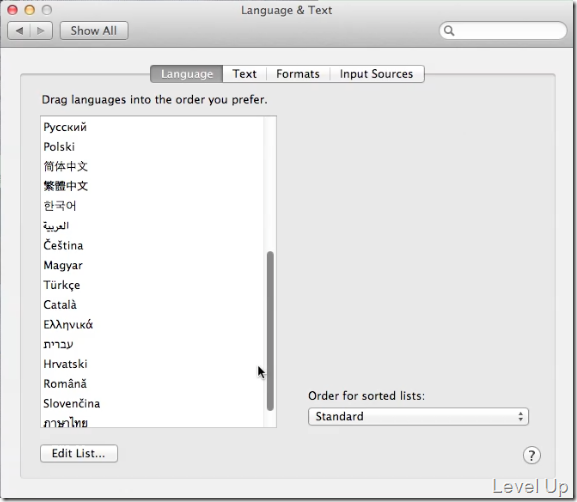 Language & Text
Show All
Language Text Formats Input Sources
Drag languages into the order you prefer.
Русский
Polski
简体中文
繁體中文
한국어
العربية
Čeština
Magyar
Türkçe
Català
Ελληνικά
עברית
Hrvatski
Română
Slovenčina
ภาษาไทย
Order for sorted lists:
Standard
Edit List...
?
Level Up